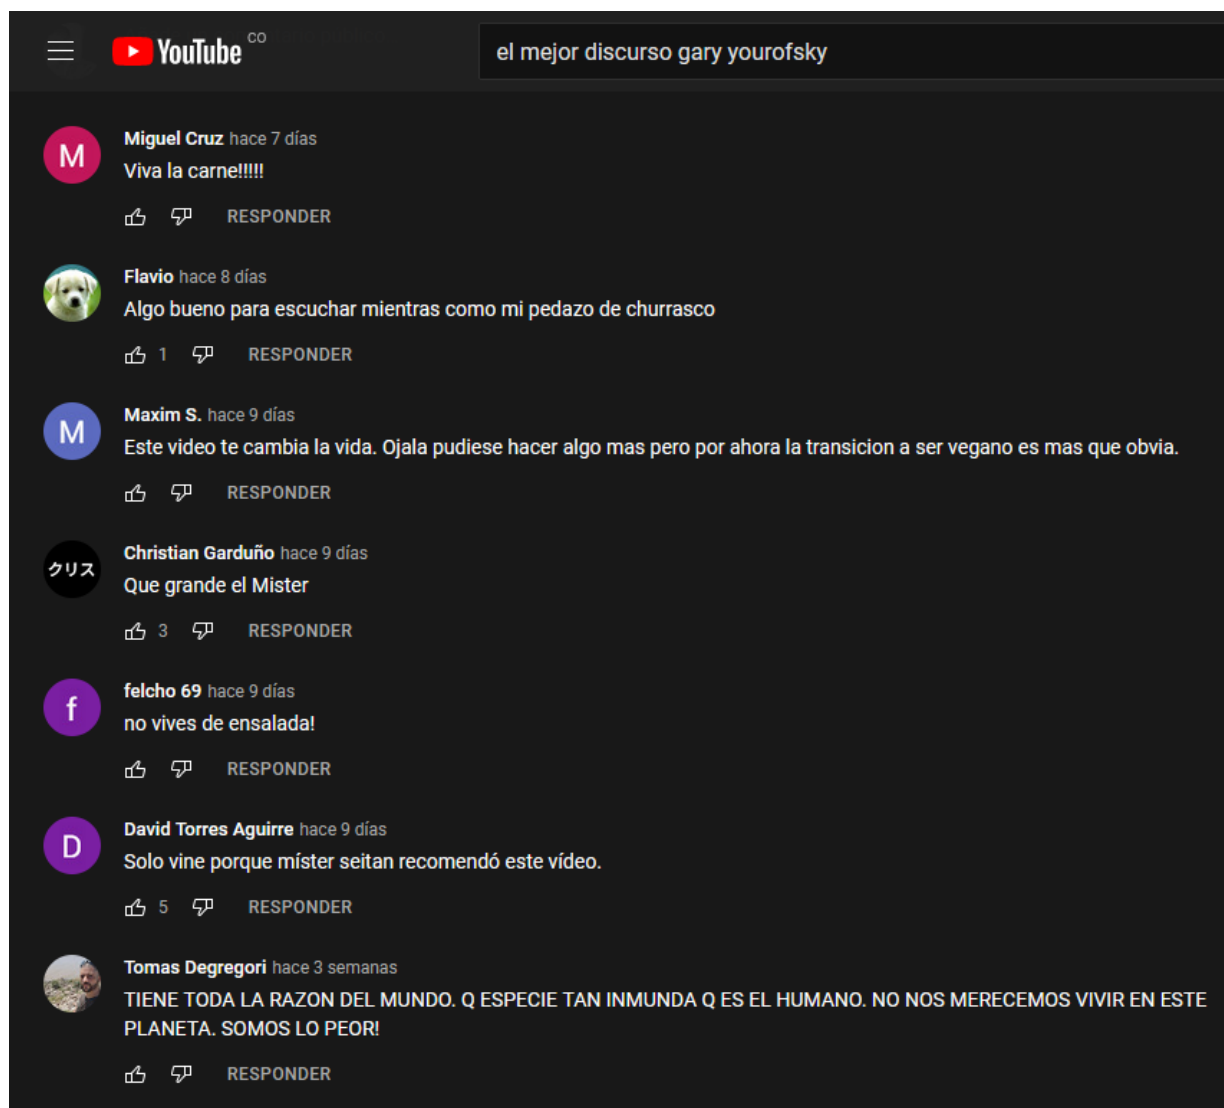 YouTube CO
el mejor discurso gary yourofsky
M
Miguel Cruz hace 7 días
Viva la carne!!!!!
RESPONDER
Flavio hace 8 días
Algo bueno para escuchar mientras como mi pedazo de churrasco
1 RESPONDER
M
Maxim S. hace 9 días
Este video te cambia la vida. Ojala pudiese hacer algo mas pero por ahora la transicion a ser vegano es mas que obvia.
RESPONDER
クリス
Christian Garduño hace 9 días
Que grande el Mister
3 RESPONDER
f
felcho 69 hace 9 días
no vives de ensalada!
RESPONDER
D
David Torres Aguirre hace 9 días
Solo vine porque míster seitan recomendó este vídeo.
5 RESPONDER
Tomas Degregori hace 3 semanas
TIENE TODA LA RAZON DEL MUNDO. Q ESPECIE TAN INMUNDA Q ES EL HUMANO. NO NOS MERECEMOS VIVIR EN ESTE
PLANETA. SOMOS LO PEOR!
RESPONDER